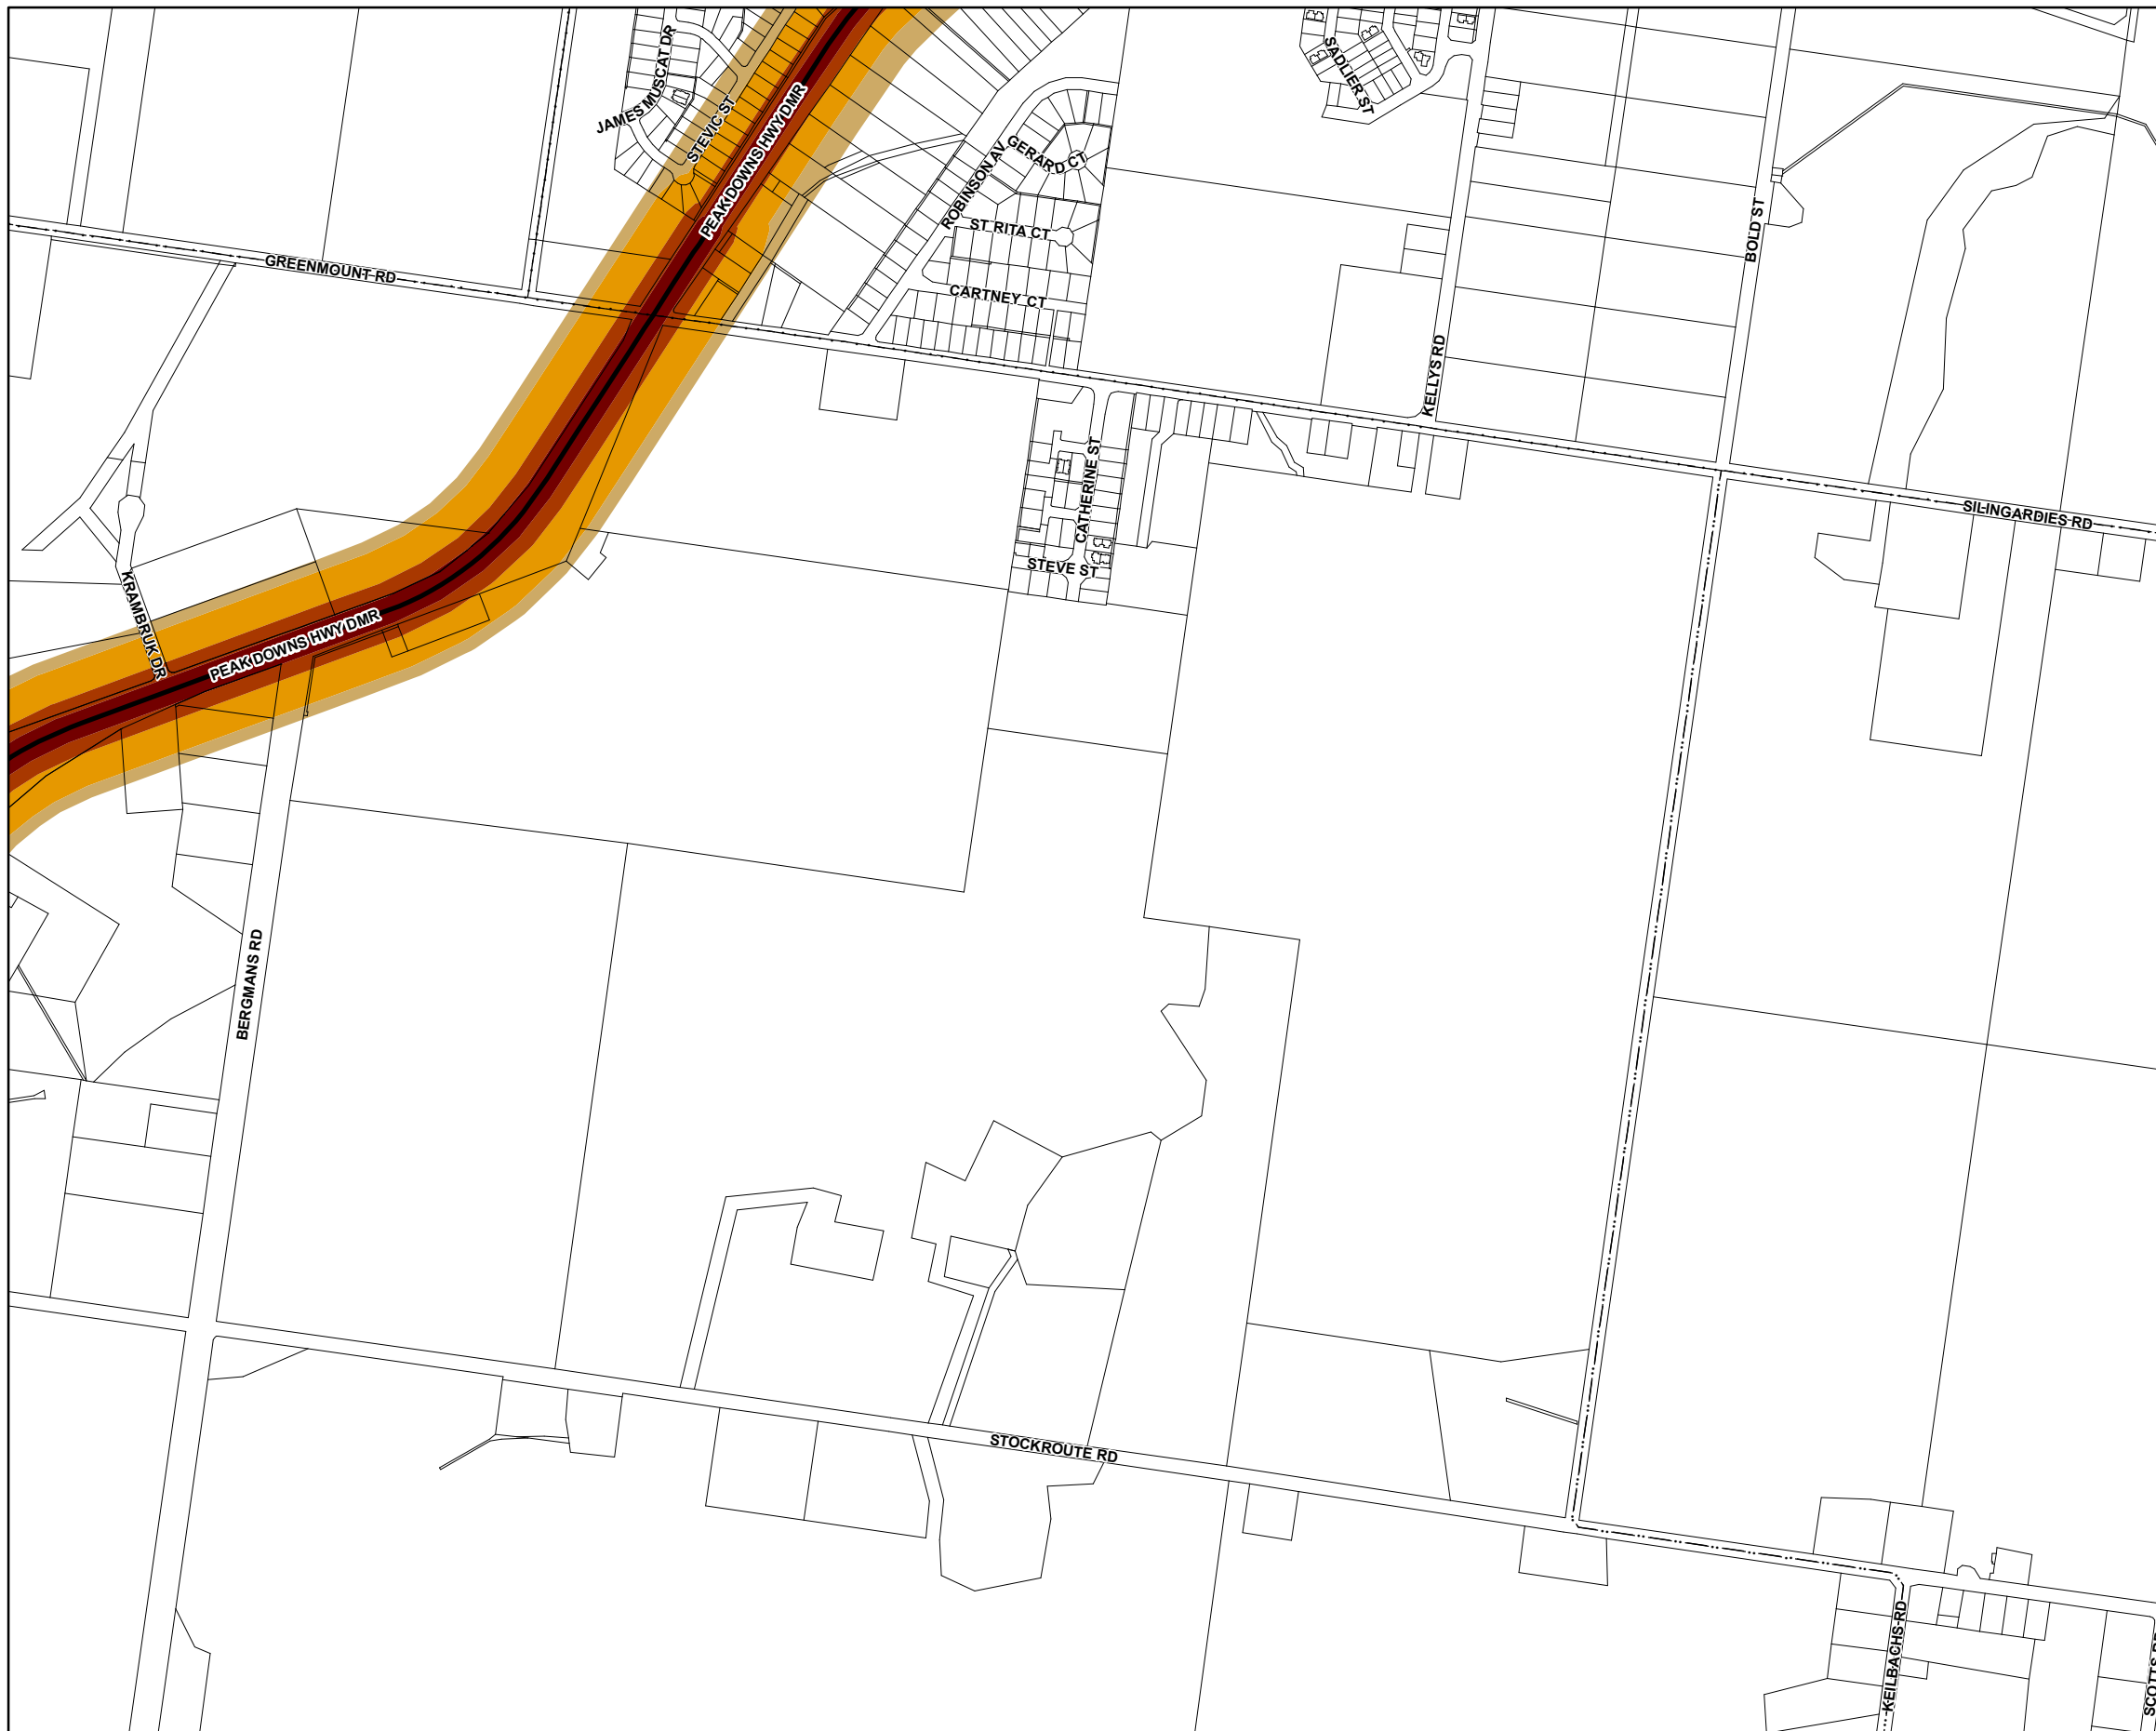 JAMES MUSCAT DR
STEVIC ST
PEAK DOWNS HWY DMR
SADLIER ST
GERARD CT
ROBINSON AV
ST RITA CT
CARTNEY CT
BOLD ST
GREENMOUNT RD
KELLYS RD
CATHERINE ST
SILINGARDIES RD
STEVE ST
KRAMBRUK DR
PEAK DOWNS HWY DMR
BERGMANS RD
STOCKROUTE RD
KEILBACHS RD
SCOTTS RD